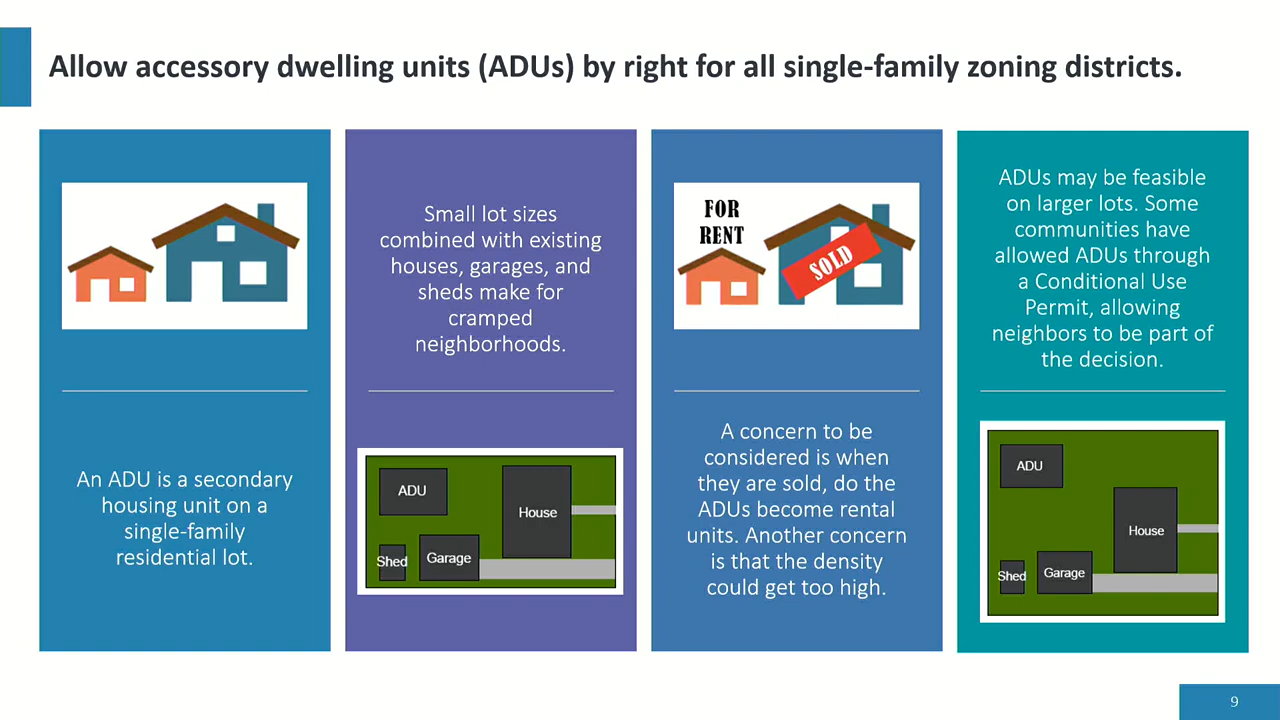 Allow accessory dwelling units (ADUs) by right for all single-family zoning districts.
An ADU is a secondary
housing unit on a
single-family
residential lot.
Small lot sizes
combined with existing
houses, garages, and
sheds make for
cramped
neighborhoods.
ADU
House
Shed
Garage
FOR
RENT
SOLD
A concern to be
considered is when
they are sold, do the
ADUs become rental
units. Another concern
is that the density
could get too high.
ADUs may be feasible
on larger lots. Some
communities have
allowed ADUs through
a Conditional Use
Permit, allowing
neighbors to be part of
the decision.
ADU
House
Shed
Garage
9